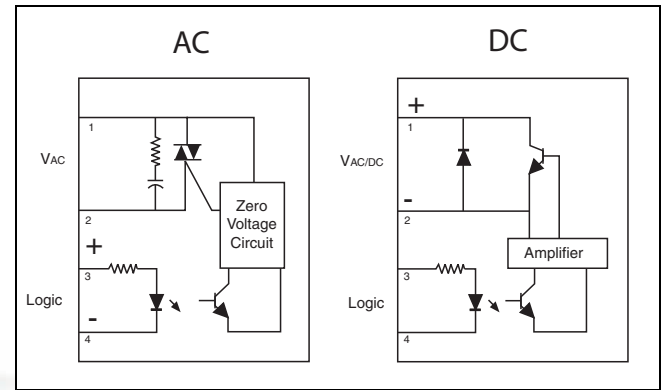 AC
1
VAC
2
+
3
Logic
-
4
Zero
Voltage
Circuit
DC
+
1
VAC/DC
-
2
3
Logic
4
Amplifier